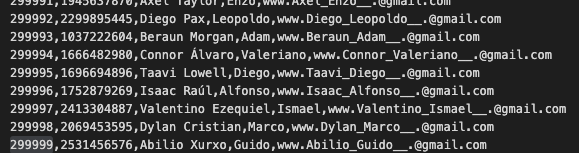 299991,1945637870,Axel Taylor,Enzo,www.Axel_Enzo__.@gmail.com
299992,2299895445,Diego Pax,Leopoldo,www.Diego_Leopoldo__.@gmail.com
299993,1037222604,Beraun Morgan,Adam,www.Beraun_Adam__.@gmail.com
299994,1666482980,Connor Álvaro,Valeriano,www.Connor_Valeriano__.@gmail.com
299995,1696694896,Taavi Lowell,Diego,www.Taavi_Diego__.@gmail.com
299996,1752879269,Isaac Raúl,Alfonso,www.Isaac_Alfonso__.@gmail.com
299997,2413304887,Valentino Ezequiel,Ismael,www.Valentino_Ismael__.@gmail.com
299998,2069453595,Dylan Cristian,Marco,www.Dylan_Marco__.@gmail.com
299999,2531456576,Abilio Xurxo,Guido,www.Abilio_Guido__.@gmail.com